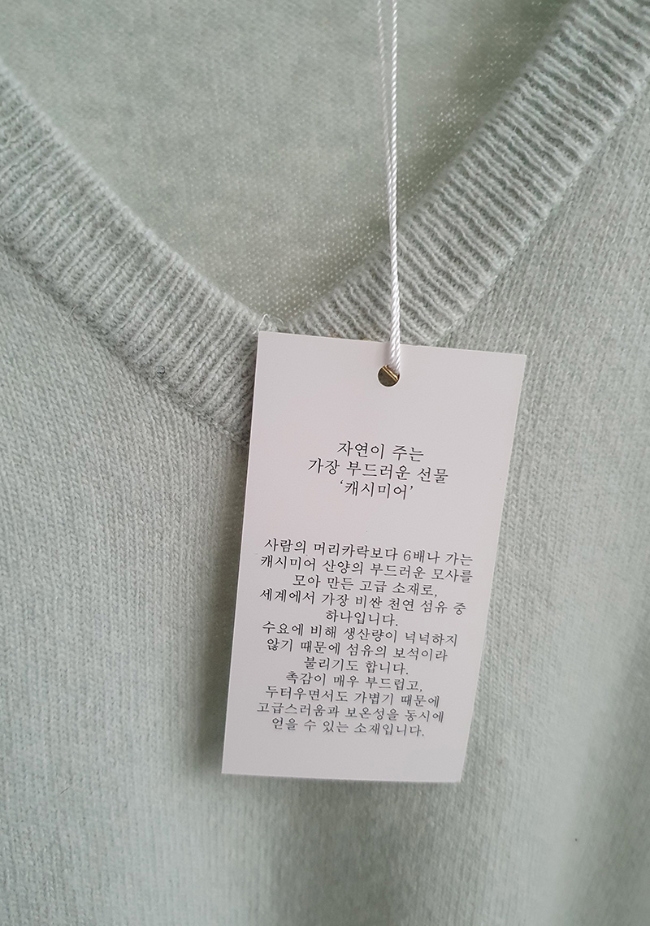 자연이 주는
가장 부드러운 선물
‘캐시미어’
사람의 머리카락보다 6배나 가는
캐시미어 산양의 부드러운 모사를
모아 만든 고급 소재로,
세계에서 가장 비싼 천연 섬유 중
하나입니다.
수요에 비해 생산량이 넉넉하지
않기 때문에 섬유의 보석이라
불리기도 합니다.
촉감이 매우 부드럽고,
두터우면서도 가볍기 때문에
고급스러움과 보온성을 동시에
얻을 수 있는 소재입니다.